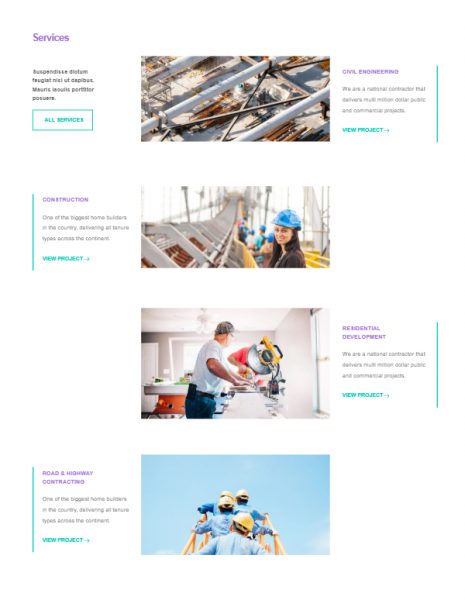 Services
Suspendisse dictum
feugiat nisl ut dapibus.
Mauris iaculis porttitor
posuere.
ALL SERVICES
CIVIL ENGINEERING
We are a national contractor that
delivers multi million dollar public
and commercial projects.
VIEW PROJECT →
CONSTRUCTION
One of the biggest home builders
in the country, delivering all tenure
types across the continent.
VIEW PROJECT →
RESIDENTIAL
DEVELOPMENT
We are a national contractor that
delivers multi million dollar public
and commercial projects.
VIEW PROJECT →
ROAD & HIGHWAY
CONTRACTING
One of the biggest home builders
in the country, delivering all tenure
types across the continent.
VIEW PROJECT →